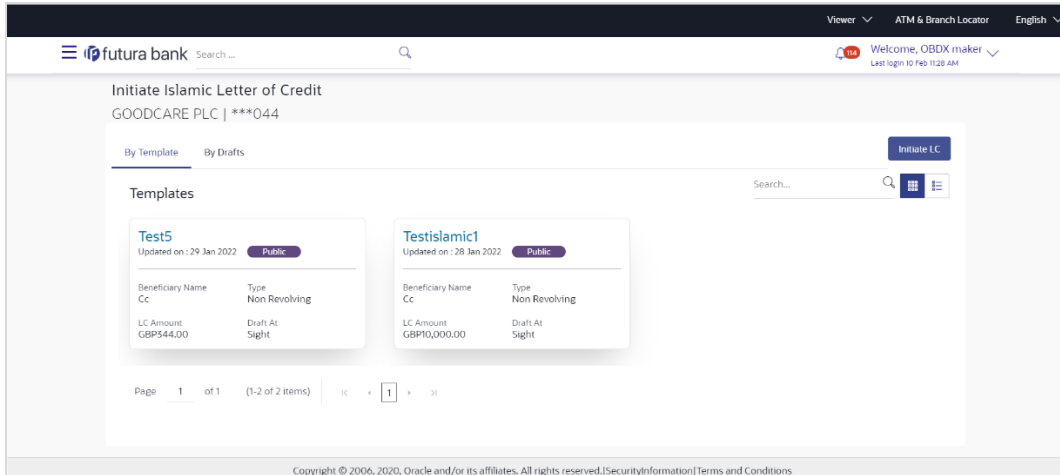 Viewer ATM & Branch Locator English
futura bank Search ... 114 Welcome, OBDX maker
Last login 10 Feb 11:28 AM
Initiate Islamic Letter of Credit
GOODCARE PLC | ***044
By Template By Drafts Initiate LC
Templates Search...
Test5 Testislamic1
Updated on : 29 Jan 2022 Public Updated on : 28 Jan 2022 Public
Beneficiary Name Type Beneficiary Name Type
Cc Non Revolving Cc Non Revolving
LC Amount Draft At LC Amount Draft At
GBP344.00 Sight GBP10,000.00 Sight
Page 1 of 1 (1-2 of 2 items) 1
Copyright © 2006, 2020, Oracle and/or its affiliates. All rights reserved.|SecurityInformation|Terms and Conditions